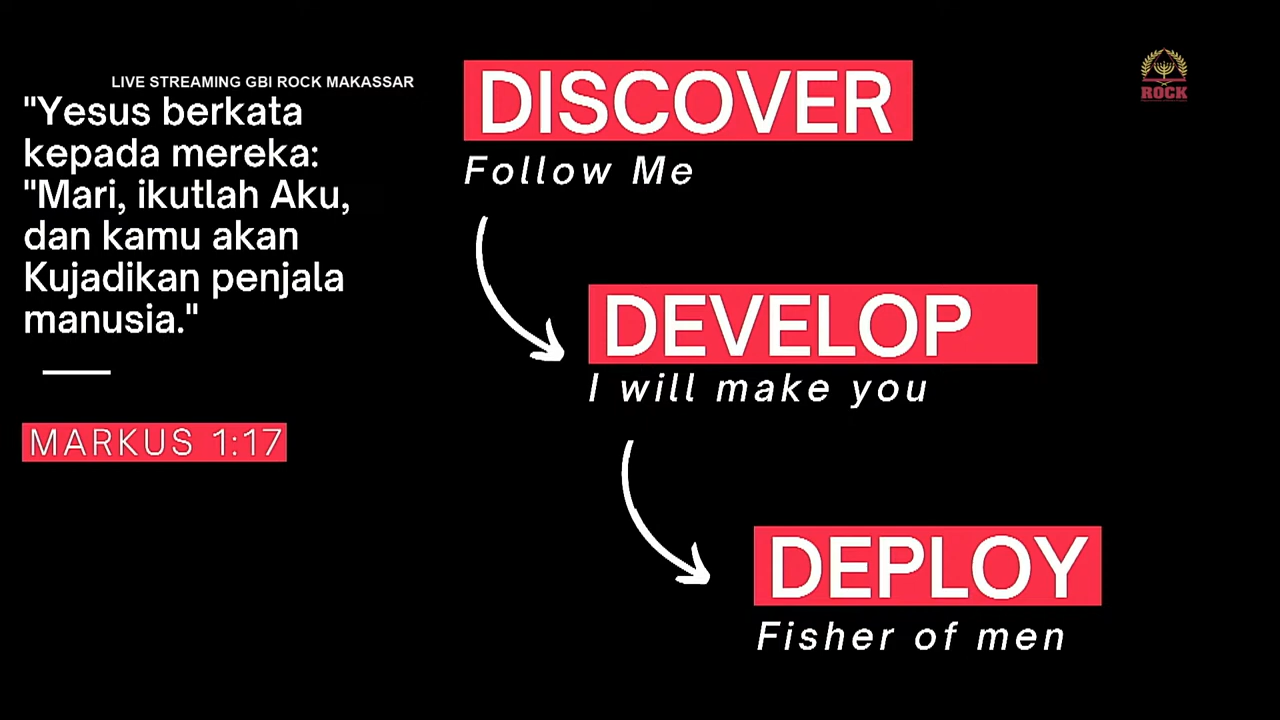 LIVE STREAMING GBI ROCK MAKASSAR
"Yesus berkata
kepada mereka:
"Mari, ikutlah Aku,
dan kamu akan
Kujadikan penjala
manusia."
MARKUS 1:17
DISCOVER
Follow Me
DEVELOP
I will make you
DEPLOY
Fisher of men
ROCK